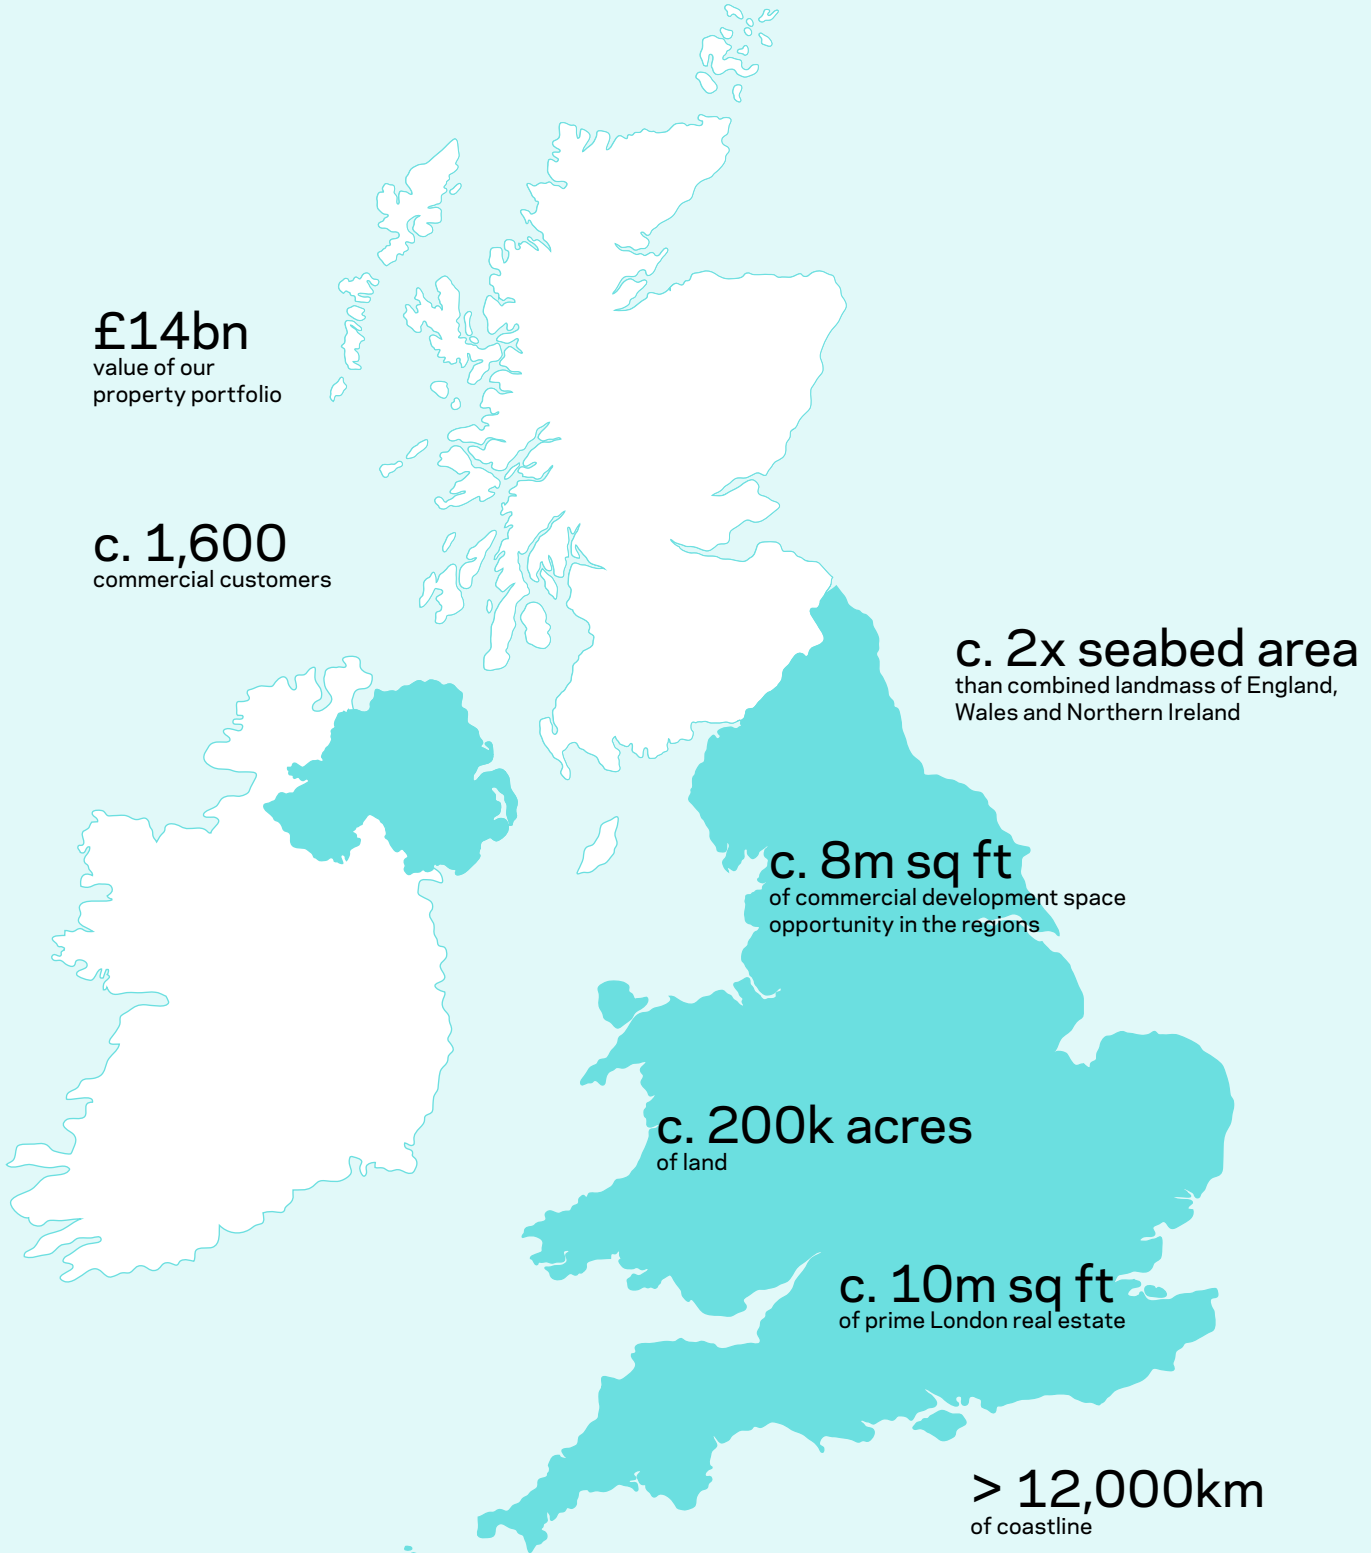 £14bn
value of our
property portfolio
c. 1,600
commercial customers
c. 2x seabed area
than combined landmass of England,
Wales and Northern Ireland
c. 8m sq ft
of commercial development space
opportunity in the regions
c. 200k acres
of land
c. 10m sq ft
of prime London real estate
> 12,000km
of coastline